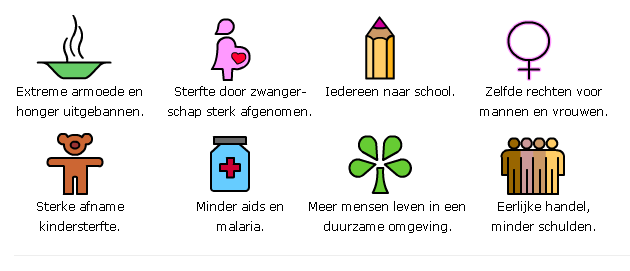 Extreme armoede en
honger uitgebannen.
Sterfte door zwanger-
schap sterk afgenomen.
Iedereen naar school.
Zelfde rechten voor
mannen en vrouwen.
Sterke afname
kindersterfte.
Minder aids en
malaria.
Meer mensen leven in een
duurzame omgeving.
Eerlijke handel,
minder schulden.